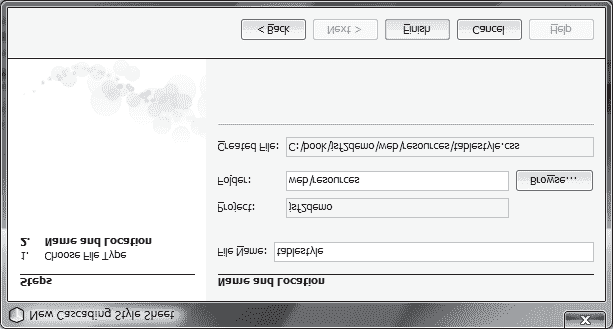 New Cascading Style Sheet
X
Steps
1. Choose File Type
2. Name and Location
Name and Location
File Name: tablestyle
Project: jsf2demo
Folder: web/resources Browse...
Created File: C:/book/jsf2demo/web/resources/tablestyle.css
< Back Next > Finish Cancel Help